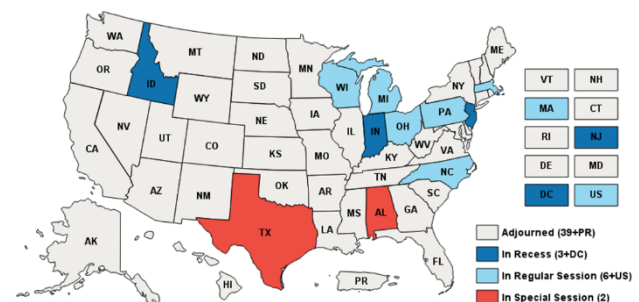 WA
MT
ND
MN
ME
OR
ID
SD
WI
MI
NY
WY
NE
IA
PA
NV
UT
CO
IL
IN
OH
WV
VA
CA
KS
MO
KY
NC
AZ
NM
OK
AR
TN
SC
TX
LA
MS
AL
GA
FL
AK
HI
PR
VT NH
MA CT
RI NJ
DE MD
DC US
Adjourned (39+PR)
In Recess (3+DC)
In Regular Session (6+US)
In Special Session (2)